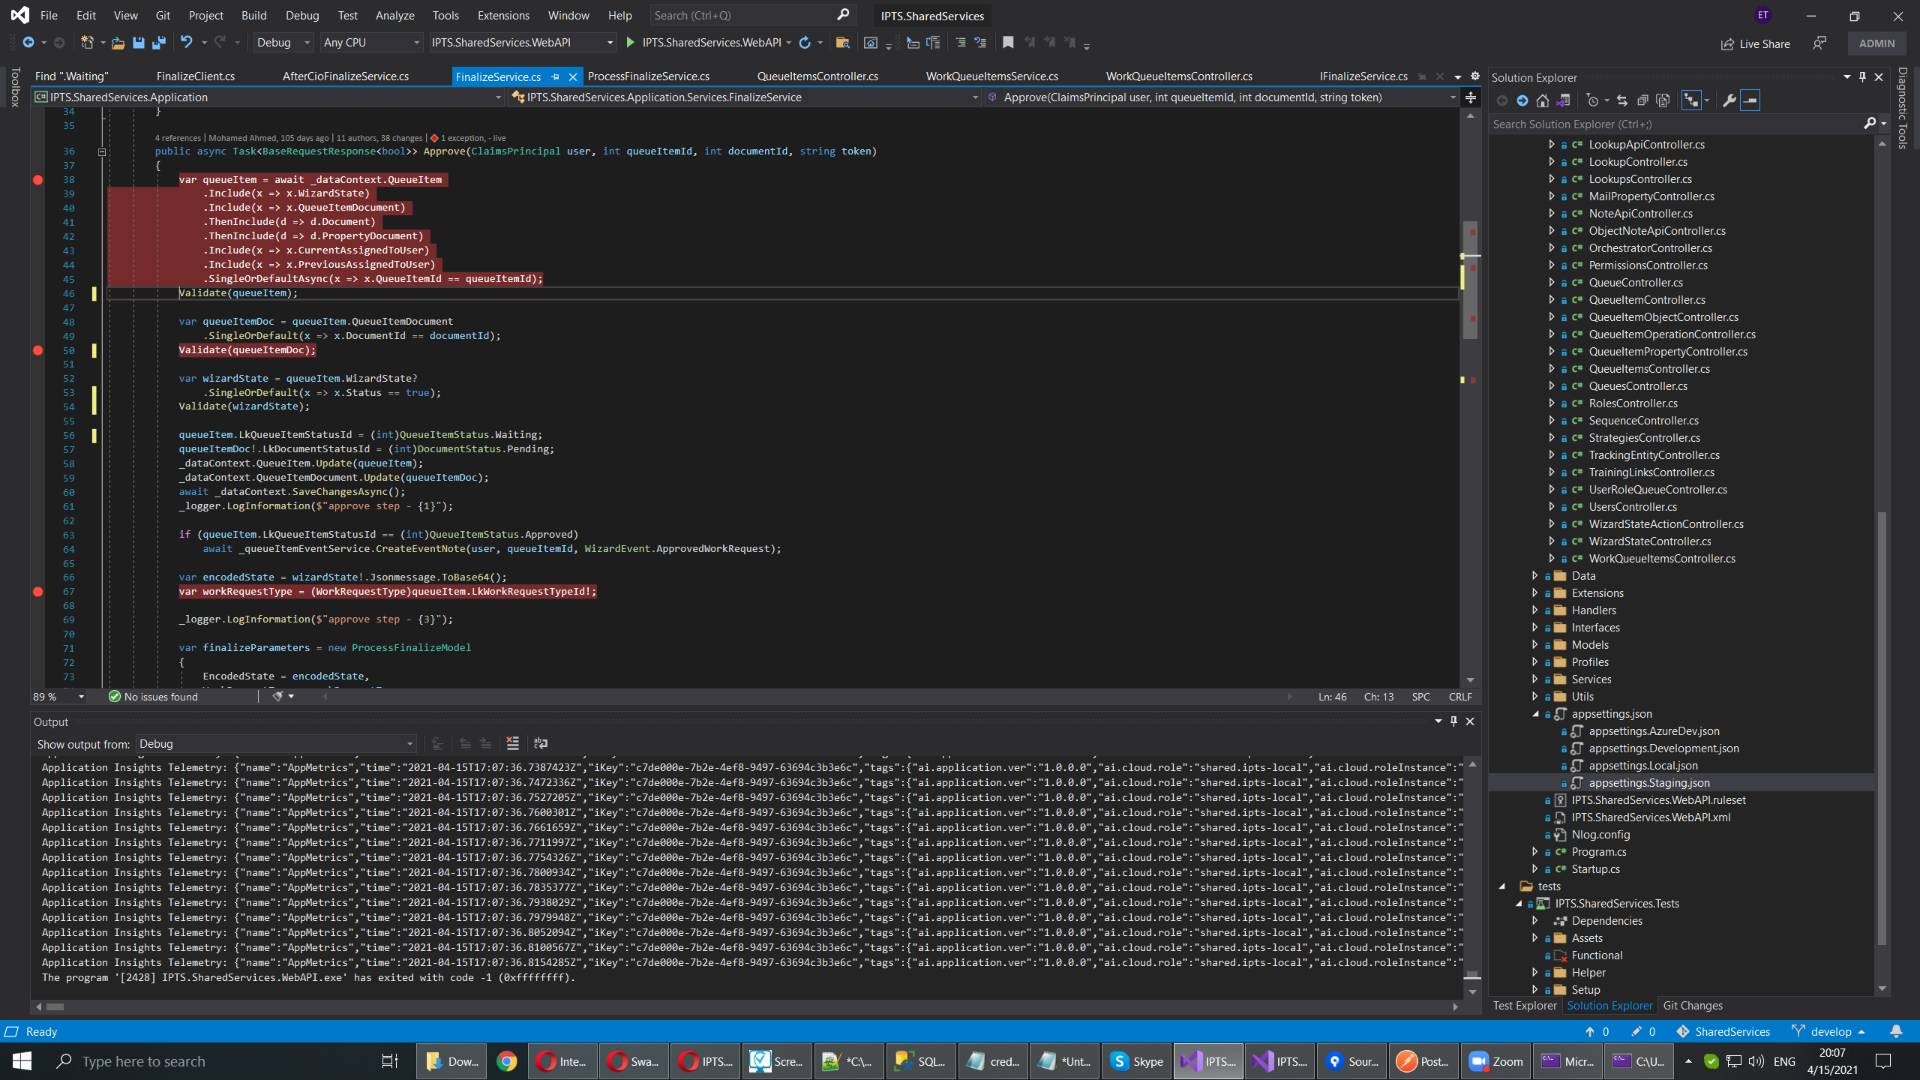 File Edit View Git Project Build Debug Test Analyze Tools Extensions Window Help Search (Ctrl+Q) IPTS.SharedServices ET
Debug Any CPU IPTS.SharedServices.WebAPI IPTS.SharedServices.WebAPI Live Share ADMIN
Toolbox
Find ".Waiting" FinalizeClient.cs AfterCioFinalizeService.cs FinalizeService.cs ProcessFinalizeService.cs QueueItemsController.cs WorkQueueItemsService.cs WorkQueueItemsController.cs IFinalizeService.cs
IPTS.SharedServices.Application IPTS.SharedServices.Application.Services.FinalizeService Approve(ClaimsPrincipal user, int queueItemId, int documentId, string token)
34 }
35
4 references | Mohamed Ahmed, 105 days ago | 11 authors, 38 changes | 1 exception, - live
36 public async Task<BaseRequestResponse<bool>> Approve(ClaimsPrincipal user, int queueItemId, int documentId, string token)
37 {
38 var queueItem = await _dataContext.QueueItem
39 .Include(x => x.WizardState)
40 .Include(x => x.QueueItemDocument)
41 .ThenInclude(d => d.Document)
42 .ThenInclude(d => d.PropertyDocument)
43 .Include(x => x.CurrentAssignedToUser)
44 .Include(x => x.PreviousAssignedToUser)
45 .SingleOrDefaultAsync(x => x.QueueItemId == queueItemId);
46 Validate(queueItem);
47
48 var queueItemDoc = queueItem.QueueItemDocument
49 .SingleOrDefault(x => x.DocumentId == documentId);
50 Validate(queueItemDoc);
51
52 var wizardState = queueItem.WizardState?
53 .SingleOrDefault(x => x.Status == true);
54 Validate(wizardState);
55
56 queueItem.LkQueueItemStatusId = (int)QueueItemStatus.Waiting;
57 queueItemDoc!.LkDocumentStatusId = (int)DocumentStatus.Pending;
58 _dataContext.QueueItem.Update(queueItem);
59 _dataContext.QueueItemDocument.Update(queueItemDoc);
60 await _dataContext.SaveChangesAsync();
61 _logger.LogInformation($"approve step - {1}");
62
63 if (queueItem.LkQueueItemStatusId == (int)QueueItemStatus.Approved)
64 await _queueItemEventService.CreateEventNote(user, queueItemId, WizardEvent.ApprovedWorkRequest);
65
66 var encodedState = wizardState!.Jsonmessage.ToBase64();
67 var workRequestType = (WorkRequestType)queueItem.LkWorkRequestTypeId!;
68
69 _logger.LogInformation($"approve step - {3}");
70
71 var finalizeParameters = new ProcessFinalizeModel
72 {
73 EncodedState = encodedState,
89 % No issues found Ln: 46 Ch: 13 SPC CRLF
Output
Show output from: Debug
Application Insights Telemetry: {"name":"AppMetrics","time":"2021-04-15T17:07:36.7387423Z","iKey":"c7de000e-7b2e-4ef8-9497-63694c3b3e6c","tags":{"ai.application.ver":"1.0.0.0","ai.cloud.role":"shared.ipts-local","ai.cloud.roleInstance":"
Application Insights Telemetry: {"name":"AppMetrics","time":"2021-04-15T17:07:36.7472336Z","iKey":"c7de000e-7b2e-4ef8-9497-63694c3b3e6c","tags":{"ai.application.ver":"1.0.0.0","ai.cloud.role":"shared.ipts-local","ai.cloud.roleInstance":"
Application Insights Telemetry: {"name":"AppMetrics","time":"2021-04-15T17:07:36.7527205Z","iKey":"c7de000e-7b2e-4ef8-9497-63694c3b3e6c","tags":{"ai.application.ver":"1.0.0.0","ai.cloud.role":"shared.ipts-local","ai.cloud.roleInstance":"
Application Insights Telemetry: {"name":"AppMetrics","time":"2021-04-15T17:07:36.7600301Z","iKey":"c7de000e-7b2e-4ef8-9497-63694c3b3e6c","tags":{"ai.application.ver":"1.0.0.0","ai.cloud.role":"shared.ipts-local","ai.cloud.roleInstance":"
Application Insights Telemetry: {"name":"AppMetrics","time":"2021-04-15T17:07:36.7661659Z","iKey":"c7de000e-7b2e-4ef8-9497-63694c3b3e6c","tags":{"ai.application.ver":"1.0.0.0","ai.cloud.role":"shared.ipts-local","ai.cloud.roleInstance":"
Application Insights Telemetry: {"name":"AppMetrics","time":"2021-04-15T17:07:36.7711997Z","iKey":"c7de000e-7b2e-4ef8-9497-63694c3b3e6c","tags":{"ai.application.ver":"1.0.0.0","ai.cloud.role":"shared.ipts-local","ai.cloud.roleInstance":"
Application Insights Telemetry: {"name":"AppMetrics","time":"2021-04-15T17:07:36.7754326Z","iKey":"c7de000e-7b2e-4ef8-9497-63694c3b3e6c","tags":{"ai.application.ver":"1.0.0.0","ai.cloud.role":"shared.ipts-local","ai.cloud.roleInstance":"
Application Insights Telemetry: {"name":"AppMetrics","time":"2021-04-15T17:07:36.7800934Z","iKey":"c7de000e-7b2e-4ef8-9497-63694c3b3e6c","tags":{"ai.application.ver":"1.0.0.0","ai.cloud.role":"shared.ipts-local","ai.cloud.roleInstance":"
Application Insights Telemetry: {"name":"AppMetrics","time":"2021-04-15T17:07:36.7835377Z","iKey":"c7de000e-7b2e-4ef8-9497-63694c3b3e6c","tags":{"ai.application.ver":"1.0.0.0","ai.cloud.role":"shared.ipts-local","ai.cloud.roleInstance":"
Application Insights Telemetry: {"name":"AppMetrics","time":"2021-04-15T17:07:36.7938029Z","iKey":"c7de000e-7b2e-4ef8-9497-63694c3b3e6c","tags":{"ai.application.ver":"1.0.0.0","ai.cloud.role":"shared.ipts-local","ai.cloud.roleInstance":"
Application Insights Telemetry: {"name":"AppMetrics","time":"2021-04-15T17:07:36.7979948Z","iKey":"c7de000e-7b2e-4ef8-9497-63694c3b3e6c","tags":{"ai.application.ver":"1.0.0.0","ai.cloud.role":"shared.ipts-local","ai.cloud.roleInstance":"
Application Insights Telemetry: {"name":"AppMetrics","time":"2021-04-15T17:07:36.8052094Z","iKey":"c7de000e-7b2e-4ef8-9497-63694c3b3e6c","tags":{"ai.application.ver":"1.0.0.0","ai.cloud.role":"shared.ipts-local","ai.cloud.roleInstance":"
Application Insights Telemetry: {"name":"AppMetrics","time":"2021-04-15T17:07:36.8100567Z","iKey":"c7de000e-7b2e-4ef8-9497-63694c3b3e6c","tags":{"ai.application.ver":"1.0.0.0","ai.cloud.role":"shared.ipts-local","ai.cloud.roleInstance":"
Application Insights Telemetry: {"name":"AppMetrics","time":"2021-04-15T17:07:36.8154285Z","iKey":"c7de000e-7b2e-4ef8-9497-63694c3b3e6c","tags":{"ai.application.ver":"1.0.0.0","ai.cloud.role":"shared.ipts-local","ai.cloud.roleInstance":"
The program '[2428] IPTS.SharedServices.WebAPI.exe' has exited with code -1 (0xffffffff).
Solution Explorer
Search Solution Explorer (Ctrl+;)
LookupApiController.cs
LookupController.cs
LookupsController.cs
MailPropertyController.cs
NoteApiController.cs
ObjectNoteApiController.cs
OrchestratorController.cs
PermissionsController.cs
QueueController.cs
QueueItemController.cs
QueueItemObjectController.cs
QueueItemOperationController.cs
QueueItemPropertyController.cs
QueueItemsController.cs
QueuesController.cs
RolesController.cs
SequenceController.cs
StrategiesController.cs
TrackingEntityController.cs
TrainingLinksController.cs
UserRoleQueueController.cs
UsersController.cs
WizardStateActionController.cs
WizardStateController.cs
WorkQueueItemsController.cs
Data
Extensions
Handlers
Interfaces
Models
Profiles
Services
Utils
appsettings.json
appsettings.AzureDev.json
appsettings.Development.json
appsettings.Local.json
appsettings.Staging.json
IPTS.SharedServices.WebAPI.ruleset
IPTS.SharedServices.WebAPI.xml
Nlog.config
Program.cs
Startup.cs
tests
IPTS.SharedServices.Tests
Dependencies
Assets
Functional
Helper
Setup
Test Explorer Solution Explorer Git Changes
Diagnostic Tools
Ready 0 0 SharedServices develop
Type here to search Dow... Inte... Swa... IPTS... Scre... *C:\... SQL... cred... *Unt... Skype IPTS... IPTS... Sour... Post... Zoom Micr... C:\U... ENG 20:07
4/15/2021